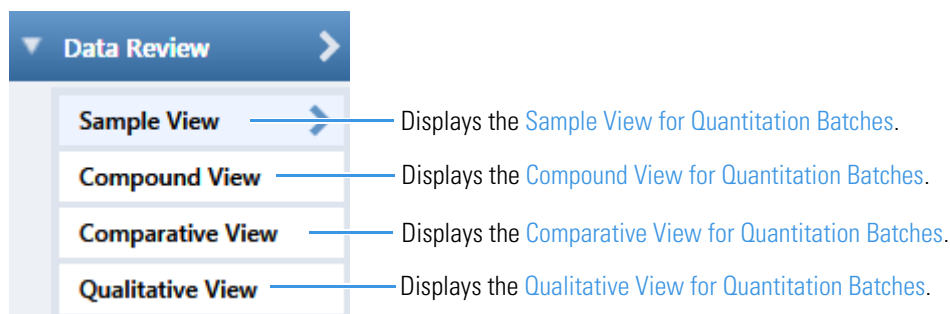 Data Review
Sample View Displays the Sample View for Quantitation Batches.
Compound View Displays the Compound View for Quantitation Batches.
Comparative View Displays the Comparative View for Quantitation Batches.
Qualitative View Displays the Qualitative View for Quantitation Batches.